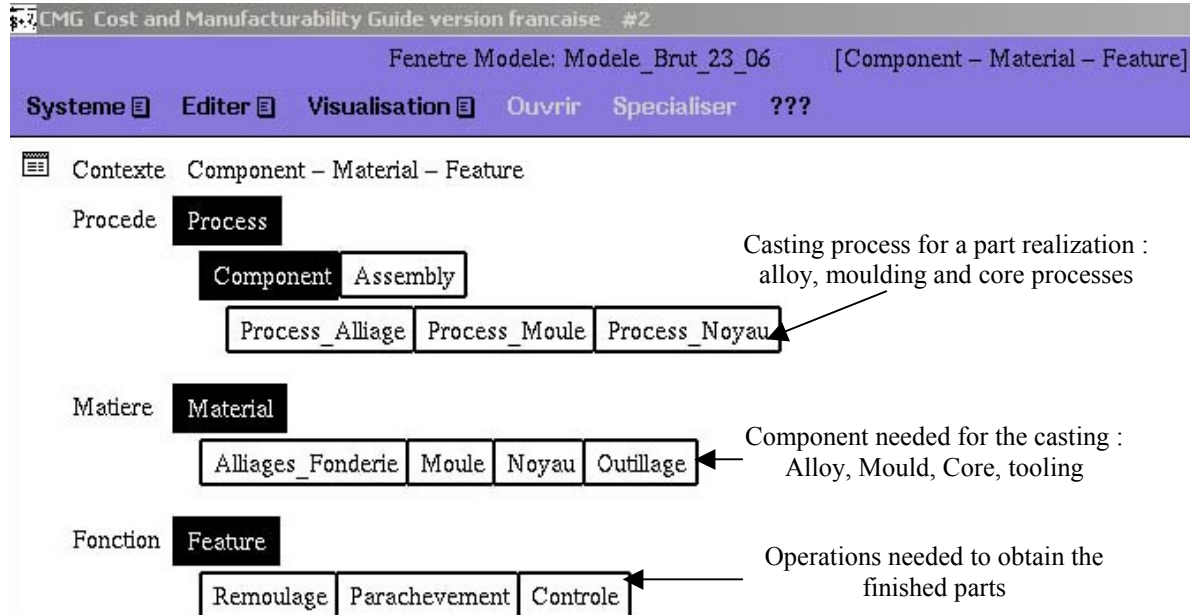 CMG Cost and Manufacturability Guide version francaise #2
Fenetre Modele: Modele_Brut_23_06 [Component – Material – Feature]
Systeme Editer Visualisation Ouvrir Specialiser ???
Contexte Component – Material – Feature
Procede Process
Component Assembly
Casting process for a part realization :
alloy, moulding and core processes
Process_Alliage Process_Moule Process_Noyau
Matiere Material
Alliages_Fonderie Moule Noyau Outillage
Component needed for the casting :
Alloy, Mould, Core, tooling
Fonction Feature
Remoulage Parachevement Controle
Operations needed to obtain the
finished parts